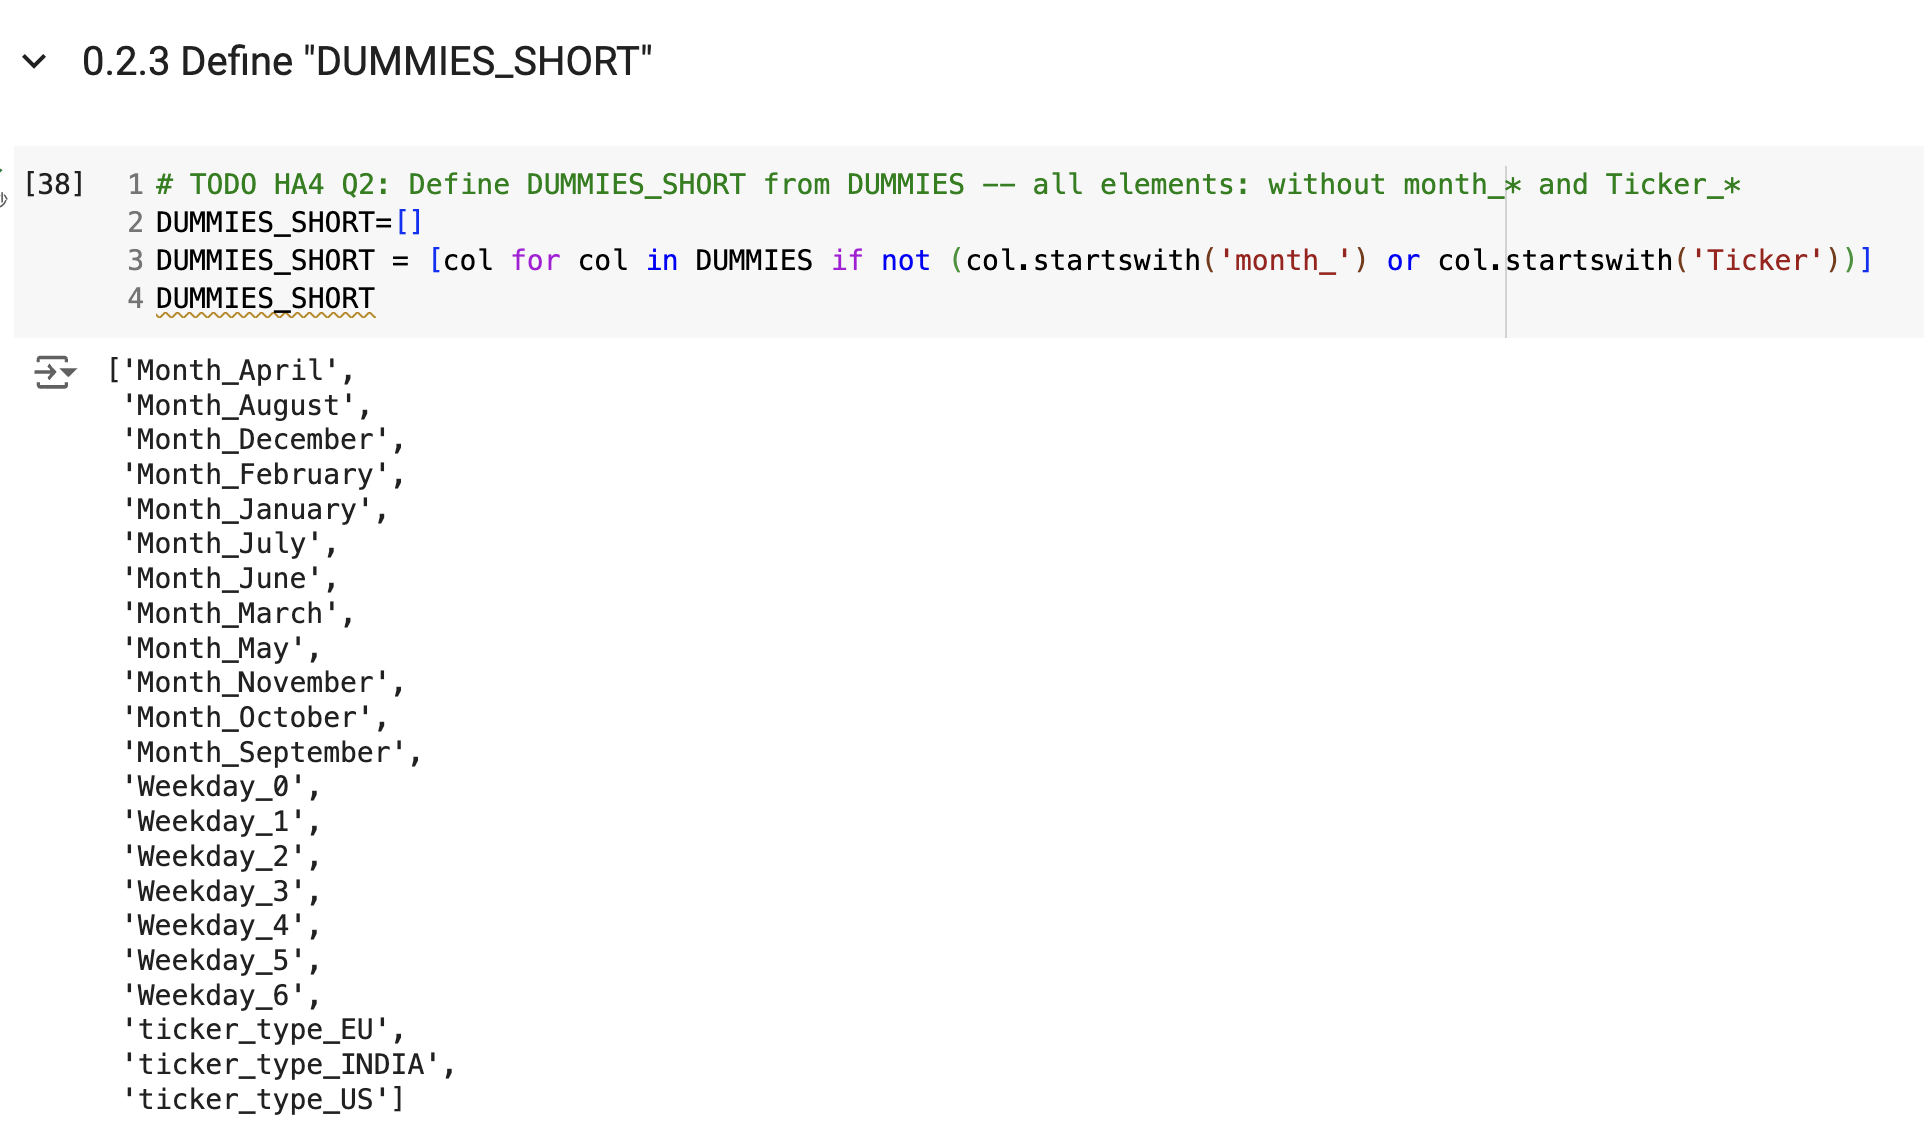 0.2.3 Define "DUMMIES_SHORT"
[38]
1 # TODO HA4 Q2: Define DUMMIES_SHORT from DUMMIES -- all elements: without month_* and Ticker_*
2 DUMMIES_SHORT=[]
3 DUMMIES_SHORT = [col for col in DUMMIES if not (col.startswith('month_') or col.startswith('Ticker'))]
4 DUMMIES_SHORT
['Month_April',
'Month_August',
'Month_December',
'Month_February',
'Month_January',
'Month_July',
'Month_June',
'Month_March',
'Month_May',
'Month_November',
'Month_October',
'Month_September',
'Weekday_0',
'Weekday_1',
'Weekday_2',
'Weekday_3',
'Weekday_4',
'Weekday_5',
'Weekday_6',
'ticker_type_EU',
'ticker_type_INDIA',
'ticker_type_US']